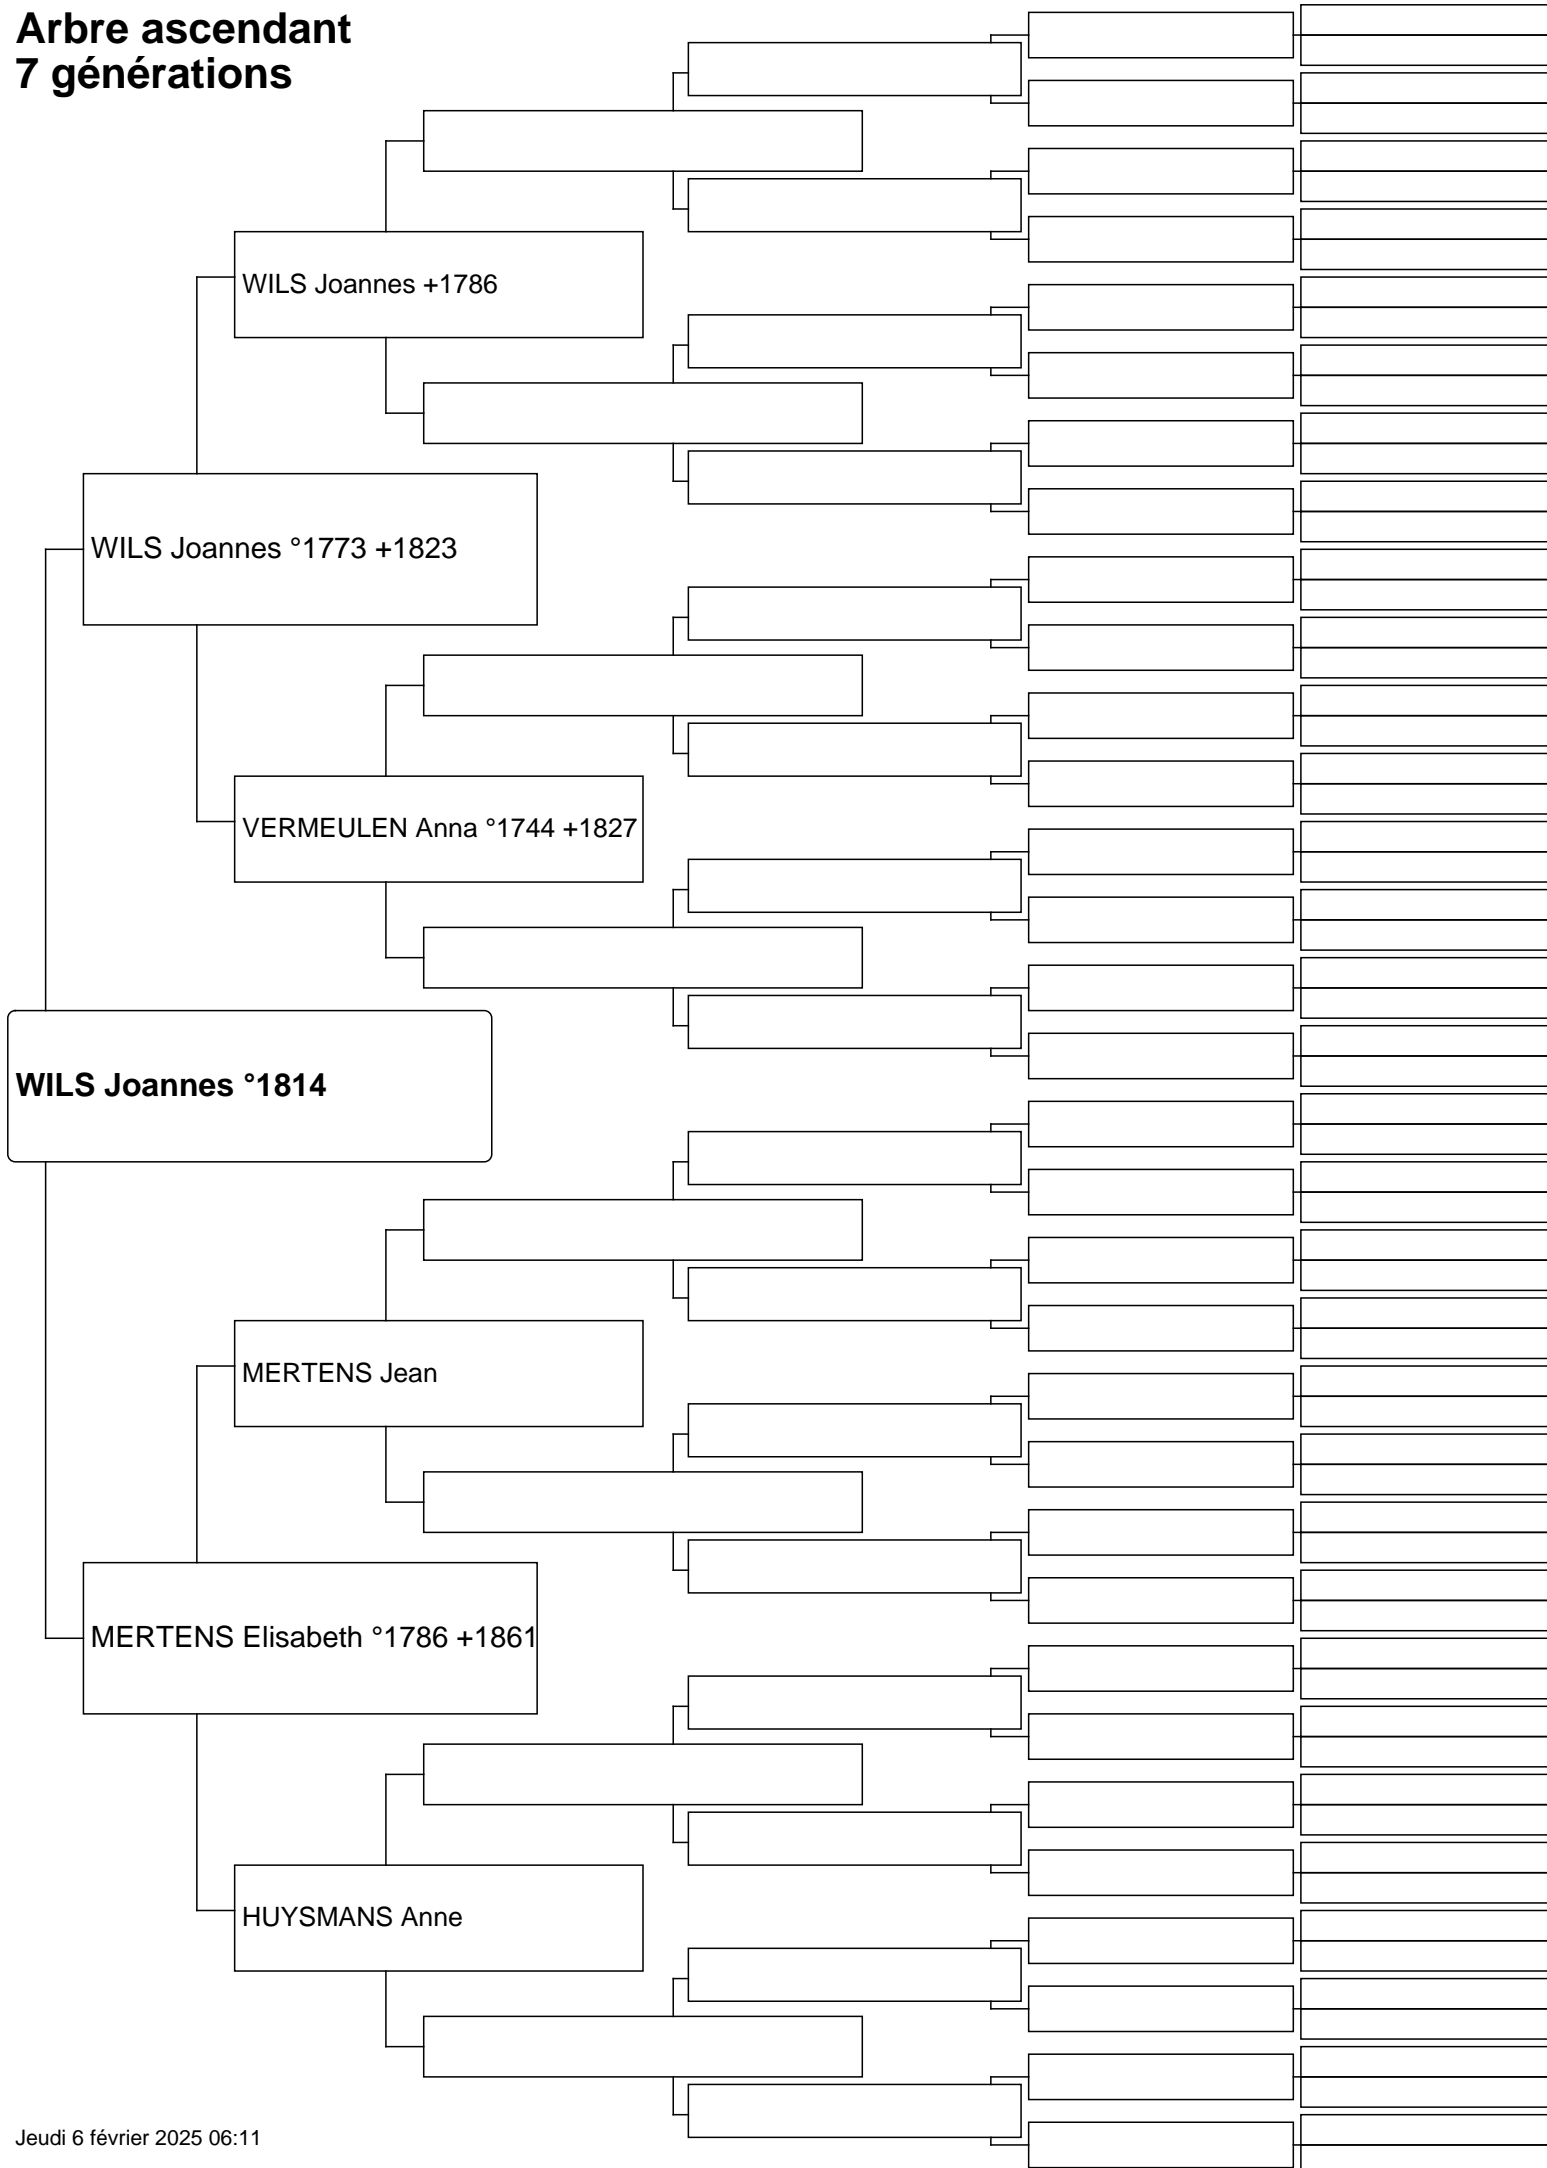 Arbre ascendant
7 générations
WILS Joannes +1786
WILS Joannes °1773 +1823
VERMEULEN Anna °1744 +1827
WILS Joannes °1814
MERTENS Jean
MERTENS Elisabeth °1786 +1861
HUYSMANS Anne
Jeudi 6 février 2025 06:11